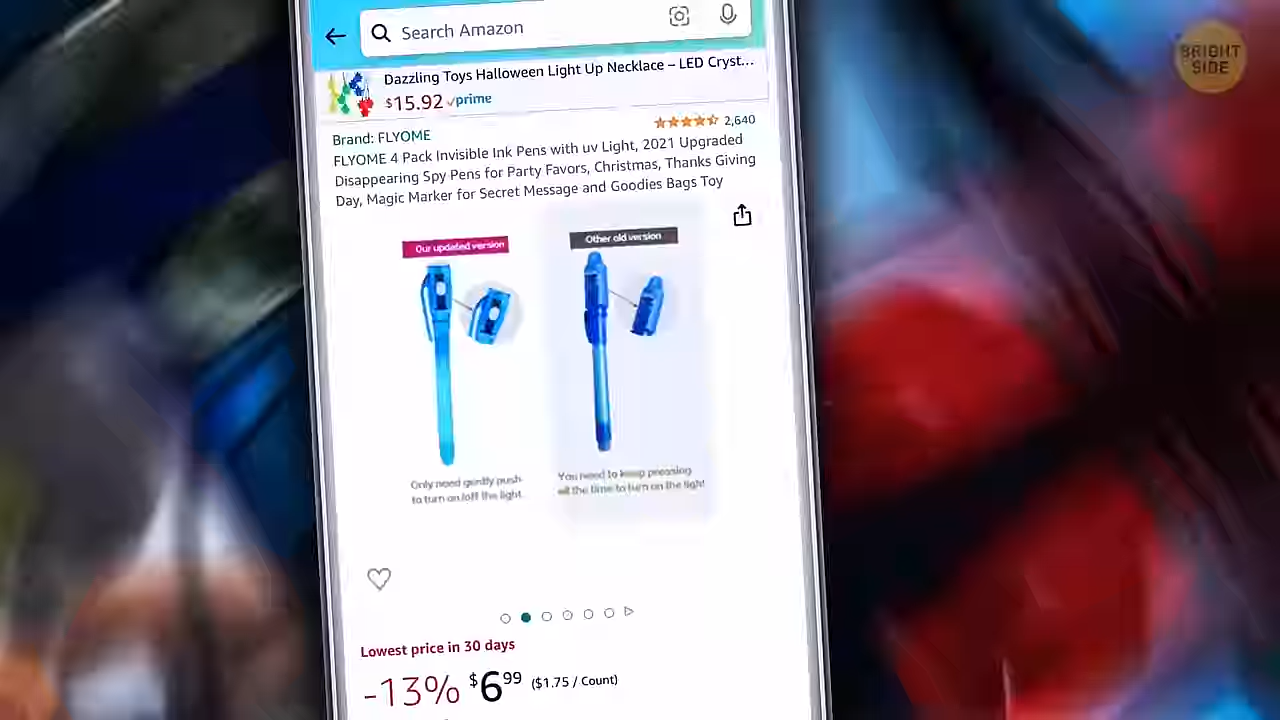 Search Amazon
BRIGHT
SIDE
Dazzling Toys Halloween Light Up Necklace – LED Cryst...
$15.92 ✓prime
Brand: FLYOME
2,640
FLYOME 4 Pack Invisible Ink Pens with uv Light, 2021 Upgraded
Disappearing Spy Pens for Party Favors, Christmas, Thanks Giving
Day, Magic Marker for Secret Message and Goodies Bags Toy
Our updated version
Other old version
Only need gently push
to turn on/off the light
You need to keep pressing
all the time to turn on the light
Lowest price in 30 days
-13% $6.99 ($1.75 / Count)